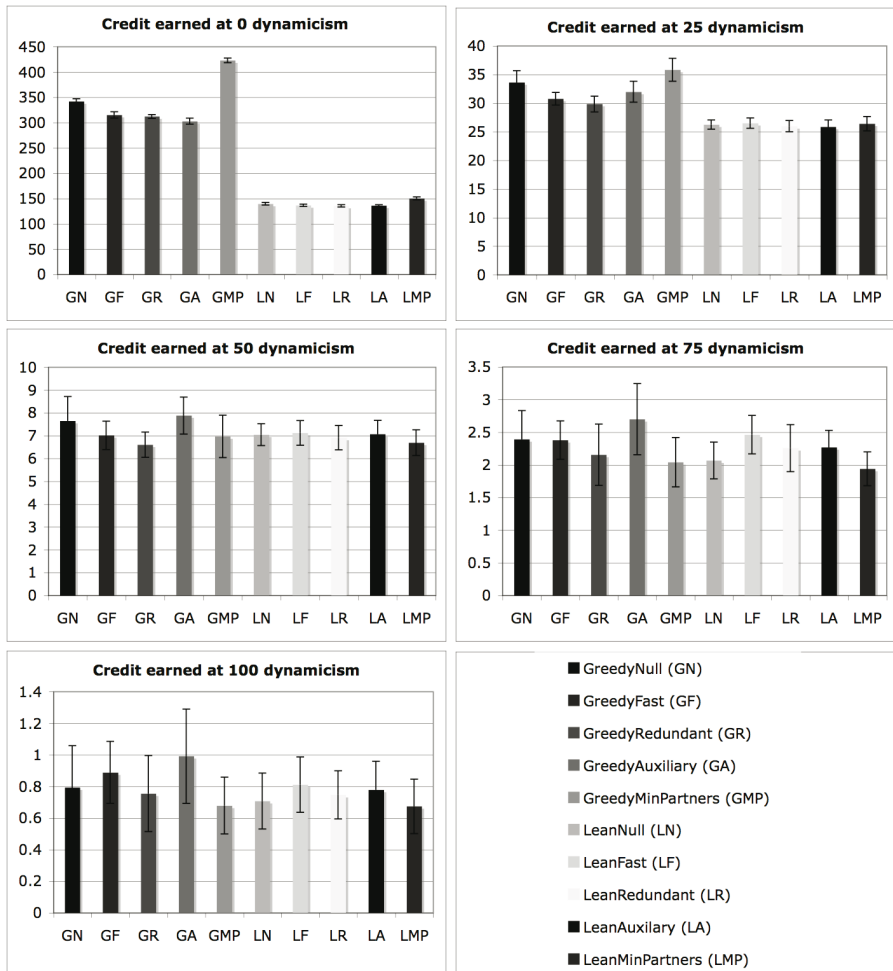 Credit earned at 0 dynamicism
450
400
350
300
250
200
150
100
50
0
GN GF GR GA GMP LN LF LR LA LMP
Credit earned at 25 dynamicism
40
35
30
25
20
15
10
5
0
GN GF GR GA GMP LN LF LR LA LMP
Credit earned at 50 dynamicism
10
9
8
7
6
5
4
3
2
1
0
GN GF GR GA GMP LN LF LR LA LMP
Credit earned at 75 dynamicism
3.5
3
2.5
2
1.5
1
0.5
0
GN GF GR GA GMP LN LF LR LA LMP
Credit earned at 100 dynamicism
1.4
1.2
1
0.8
0.6
0.4
0.2
0
GN GF GR GA GMP LN LF LR LA LMP
GreedyNull (GN)
GreedyFast (GF)
GreedyRedundant (GR)
GreedyAuxiliary (GA)
GreedyMinPartners (GMP)
LeanNull (LN)
LeanFast (LF)
LeanRedundant (LR)
LeanAuxilary (LA)
LeanMinPartners (LMP)